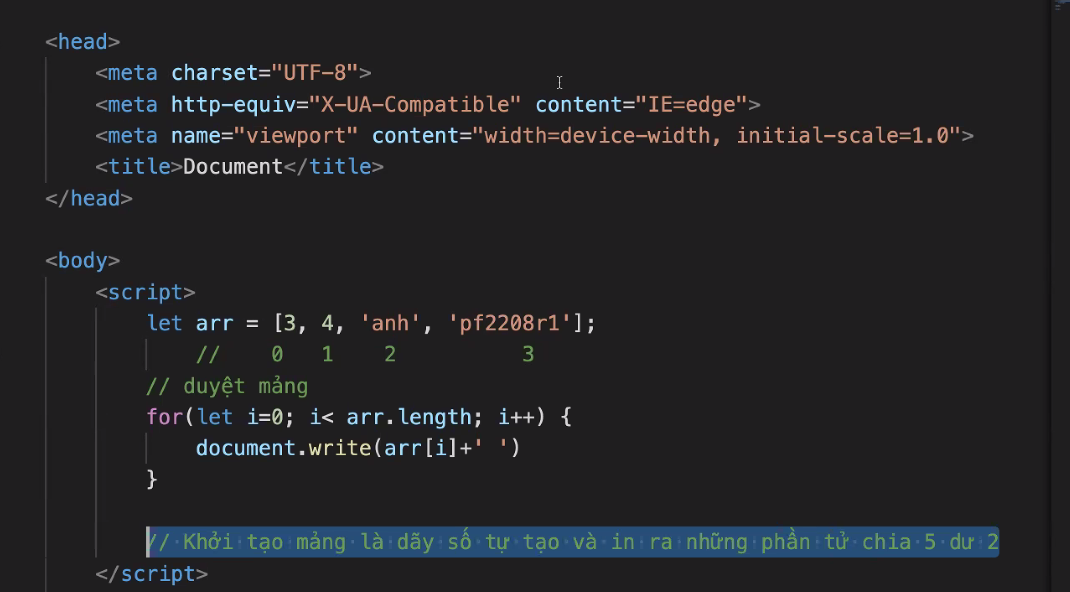 <head>
<meta charset="UTF-8">
<meta http-equiv="X-UA-Compatible" content="IE=edge">
<meta name="viewport" content="width=device-width, initial-scale=1.0">
<title>Document</title>
</head>
<body>
<script>
let arr = [3, 4, 'anh', 'pf2208r1'];
// 0 1 2 3
// duyệt mảng
for(let i=0; i< arr.length; i++) {
document.write(arr[i]+' ')
}
// Khởi tạo mảng là dãy số tự tạo và in ra những phần tử chia 5 dư 2
</script>